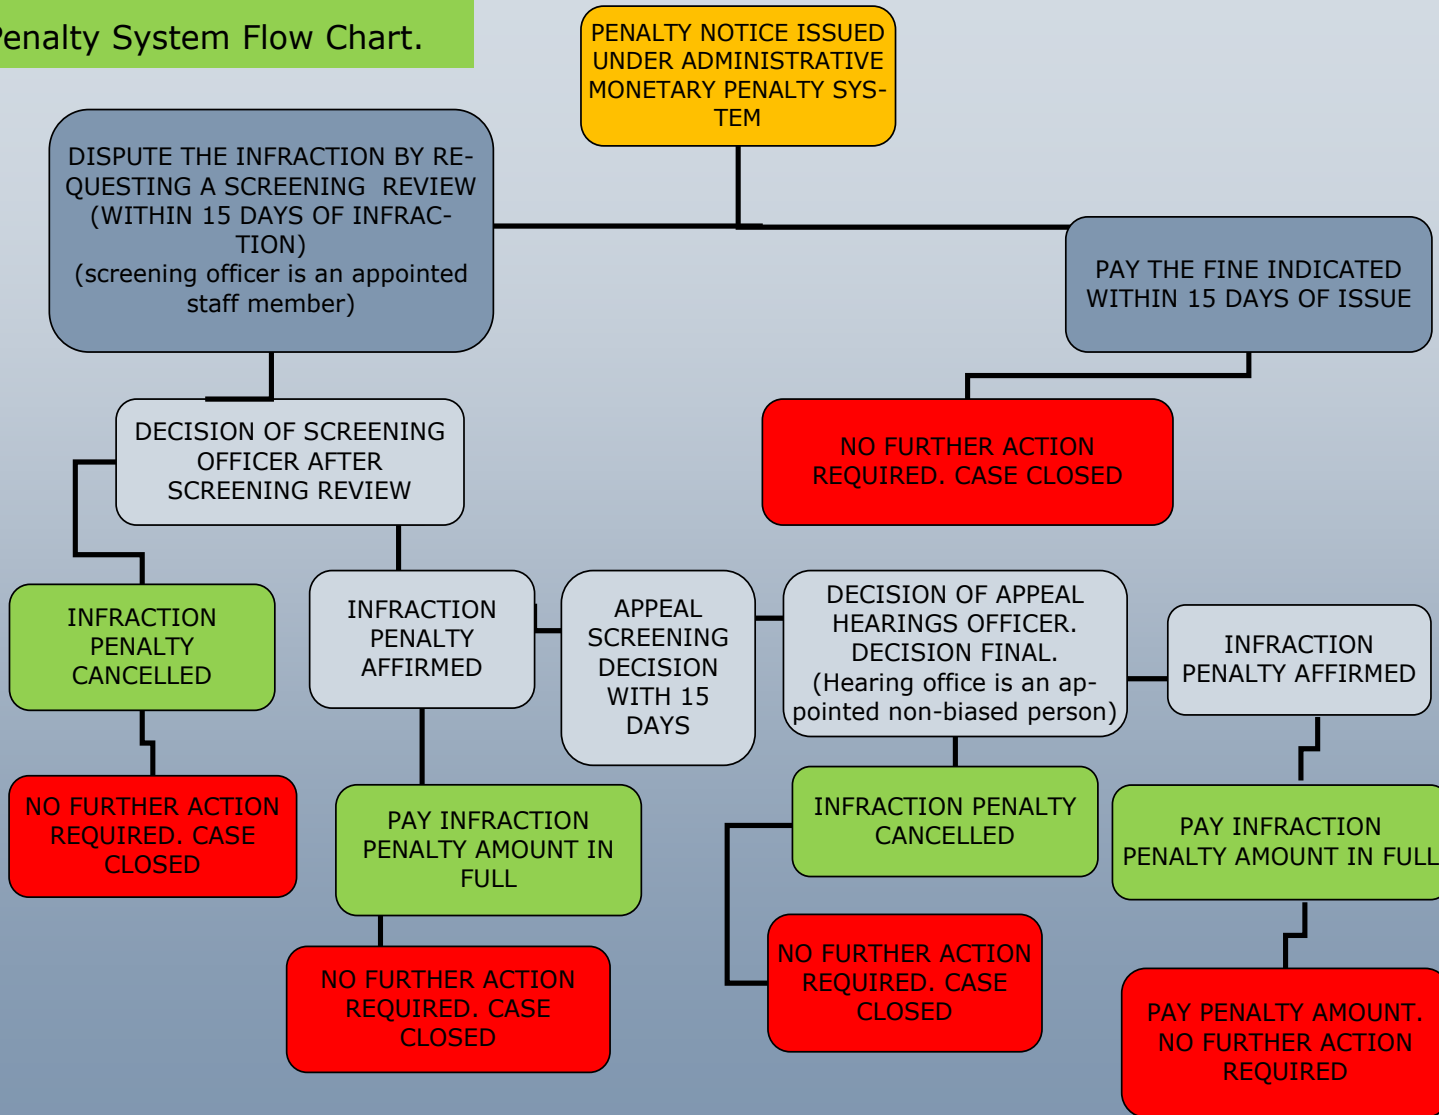 Penalty System Flow Chart.
PENALTY NOTICE ISSUED
UNDER ADMINISTRATIVE
MONETARY PENALTY SYS-
TEM
DISPUTE THE INFRACTION BY RE-
QUESTING A SCREENING  REVIEW
(WITHIN 15 DAYS OF INFRAC-
TION)
(screening officer is an appointed
staff member)
PAY THE FINE INDICATED
WITHIN 15 DAYS OF ISSUE
DECISION OF SCREENING
OFFICER AFTER
SCREENING REVIEW
NO FURTHER ACTION
REQUIRED. CASE CLOSED
INFRACTION
PENALTY
CANCELLED
INFRACTION
PENALTY
AFFIRMED
APPEAL
SCREENING
DECISION
WITH 15
DAYS
DECISION OF APPEAL
HEARINGS OFFICER.
DECISION FINAL.
(Hearing office is an ap-
pointed non-biased person)
INFRACTION
PENALTY AFFIRMED
NO FURTHER ACTION
REQUIRED. CASE
CLOSED
PAY INFRACTION
PENALTY AMOUNT IN
FULL
INFRACTION PENALTY
CANCELLED
PAY INFRACTION
PENALTY AMOUNT IN FULL
NO FURTHER ACTION
REQUIRED. CASE
CLOSED
NO FURTHER ACTION
REQUIRED. CASE
CLOSED
PAY PENALTY AMOUNT.
NO FURTHER ACTION
REQUIRED